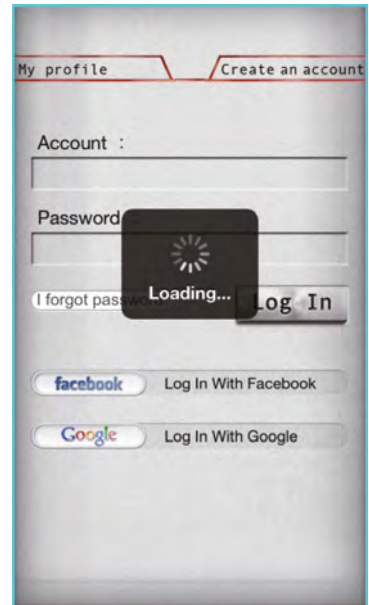 My profile
Create an account
Account :
Password :
I forgot password
Loading...
Log In
facebook
Log In With Facebook
Google
Log In With Google